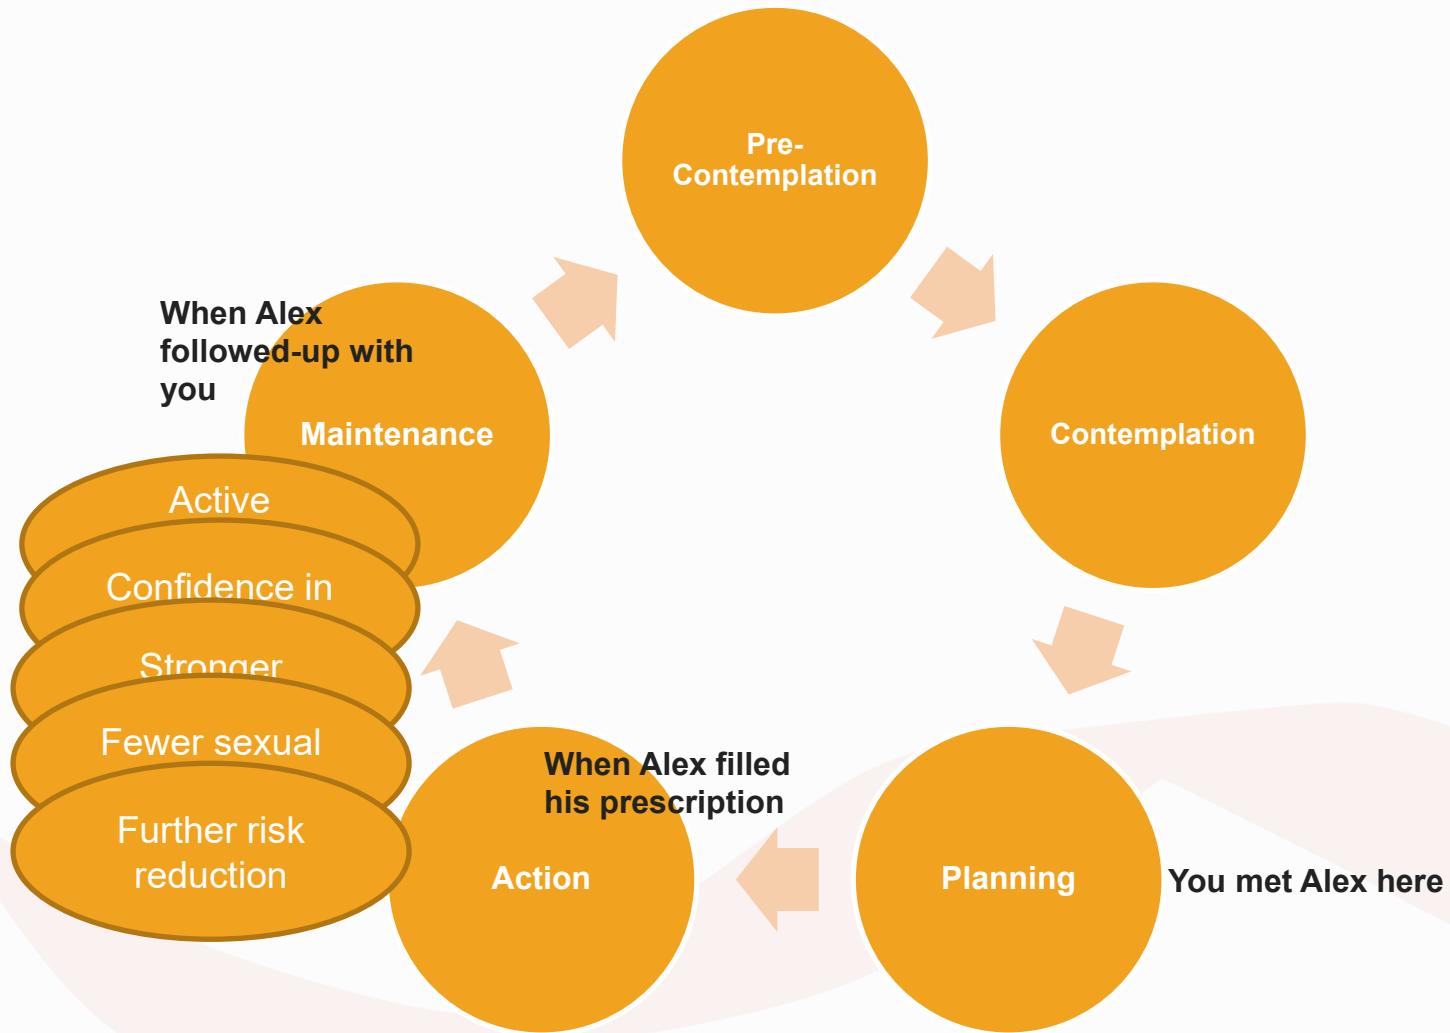 Pre-
Contemplation
Contemplation
Planning
You met Alex here
Action
When Alex filled
his prescription
Maintenance
When Alex
followed-up with
you
Active
Confidence in
Stronger
Fewer sexual
Further risk
reduction